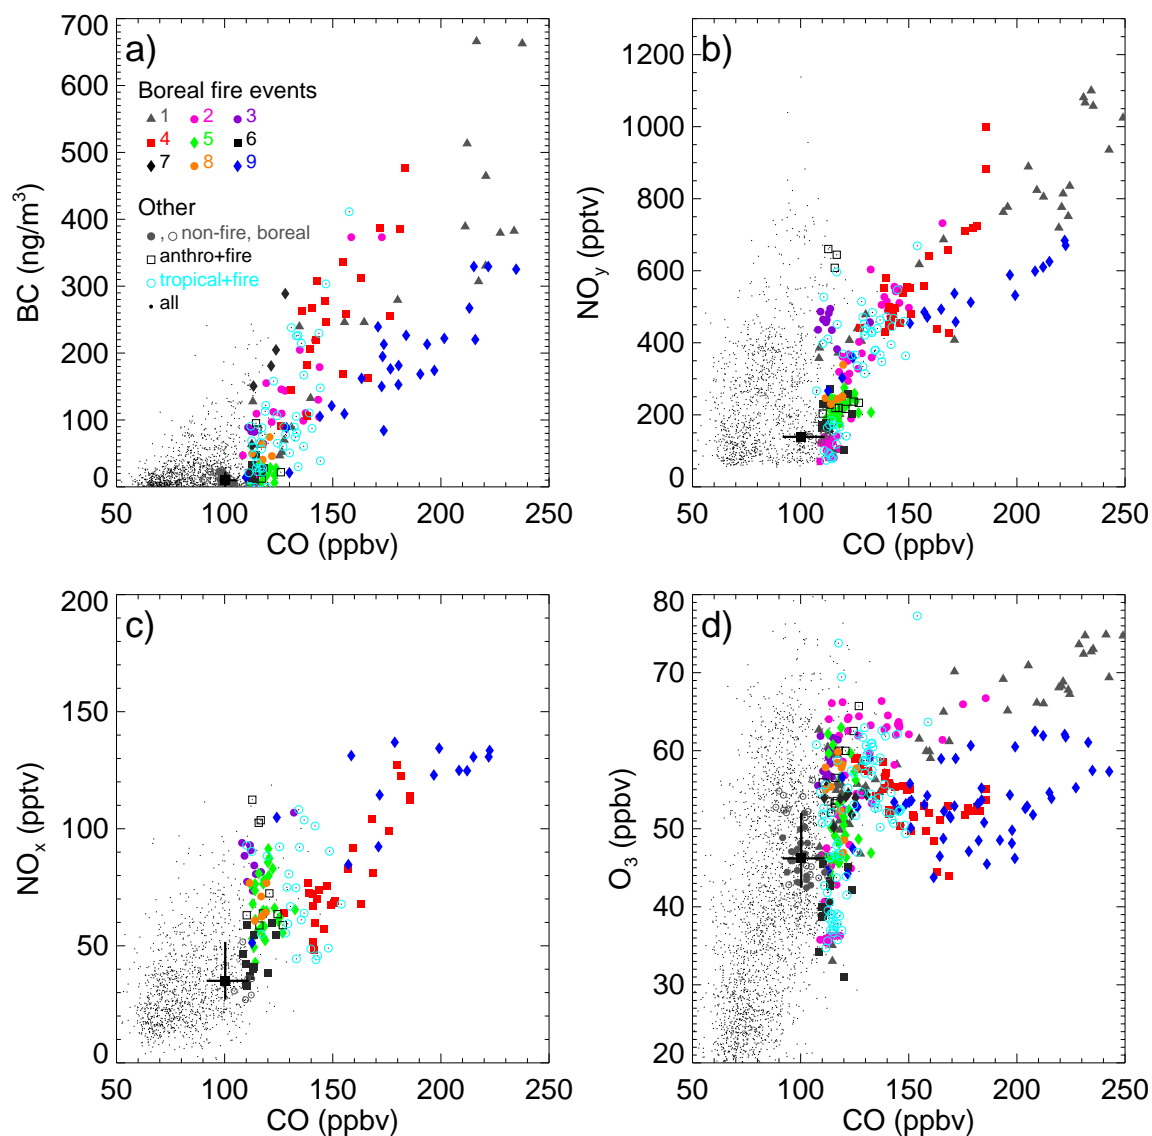 a)
700
600
500
400
300
200
100
0
BC (ng/m³)
Boreal fire events
1 2 3
4 5 6
7 8 9
Other
, non-fire, boreal
anthro+fire
tropical+fire
all
50 100 150 200 250
CO (ppbv)
b)
1200
1000
800
600
400
200
0
NOy (pptv)
50 100 150 200 250
CO (ppbv)
c)
200
150
100
50
0
NOx (pptv)
50 100 150 200 250
CO (ppbv)
d)
80
70
60
50
40
30
20
O3 (ppbv)
50 100 150 200 250
CO (ppbv)